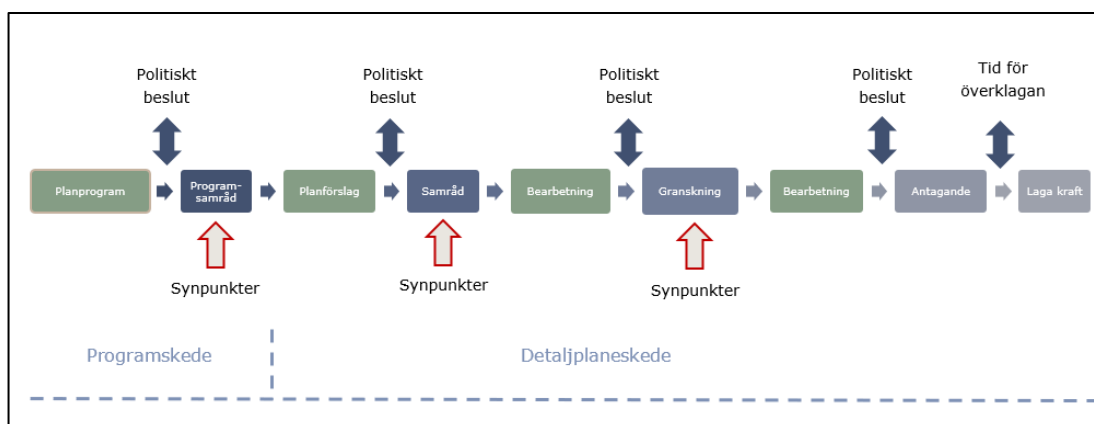 Politiskt
beslut
Politiskt
beslut
Politiskt
beslut
Politiskt
beslut
Tid för
överklagan
Planprogram
Program-
samråd
Planförslag
Samråd
Bearbetning
Granskning
Bearbetning
Antagande
Laga kraft
Synpunkter
Synpunkter
Synpunkter
Programskede
Detaljplaneskede